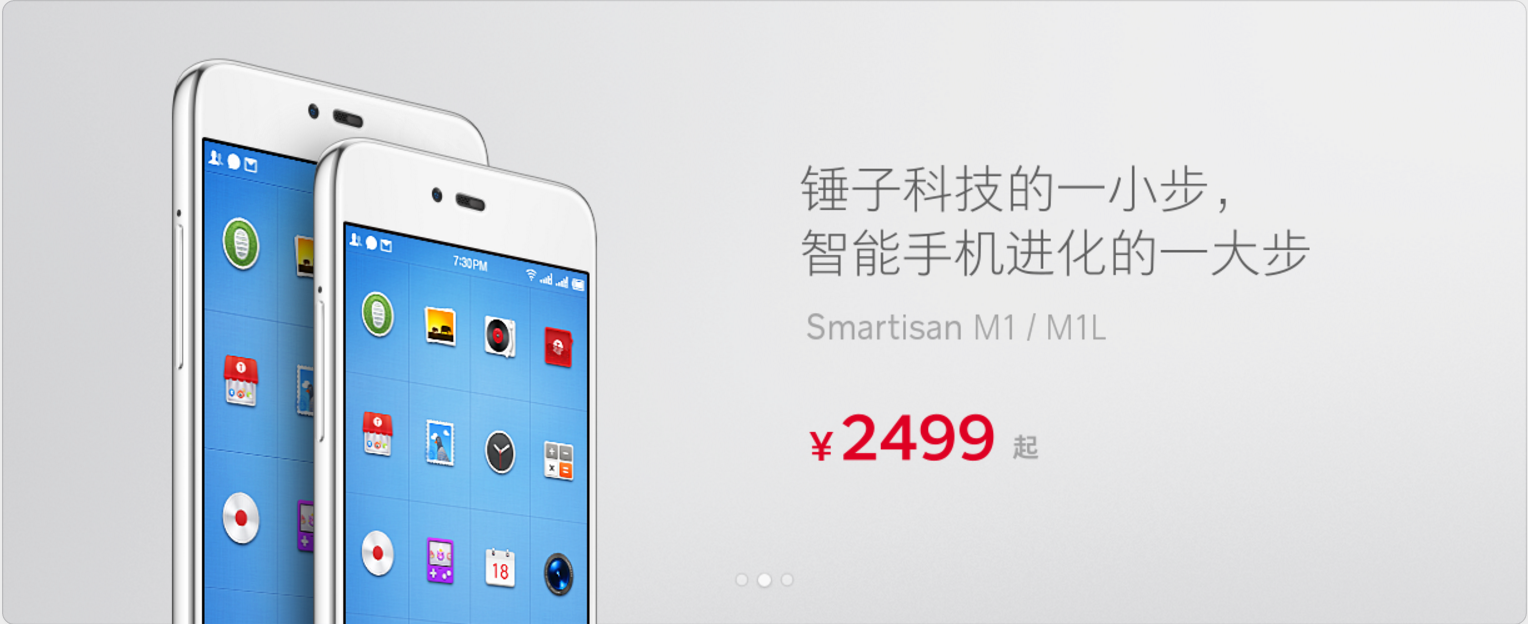 7:30PM
18
锤子科技的一小步，
智能手机进化的一大步
Smartisan M1 / M1L
¥2499 起